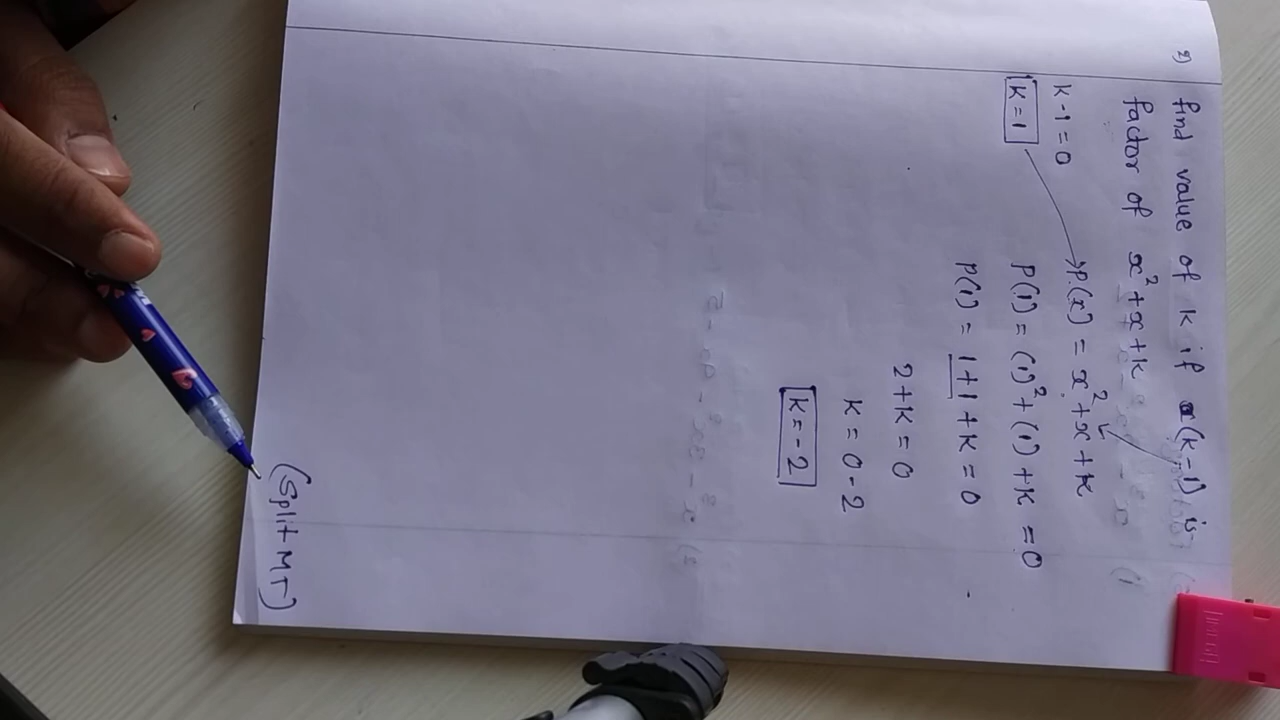 2) find value of k if x(k-1) is
factor of x²+x+k
k-1=0
k=1
P(x) = x²+x+k
P(1) = (1)²+(1)+k =0
P(1) = 1+1+k=0
2+k=0
k=0-2
k=-2
(Split MT)